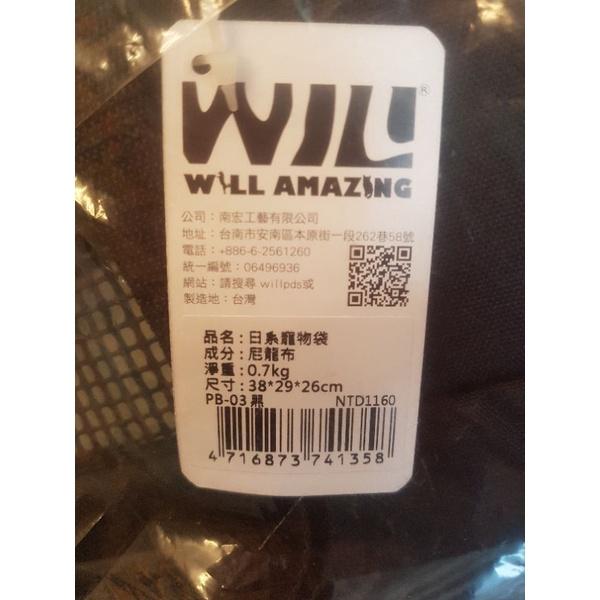 WILL®
WILL AMAZING
公司：南宏工藝有限公司
地址：台南市安南區本原街一段262巷58號
電話：+886-6-2561260
統一編號：06496936
網站：請搜尋 willpds或
製造地：台灣
品名：日系寵物袋
成分：尼龍布
淨重：0.7kg
尺寸：38*29*26cm
PB-03 黑 NTD1160
4 716873 741358